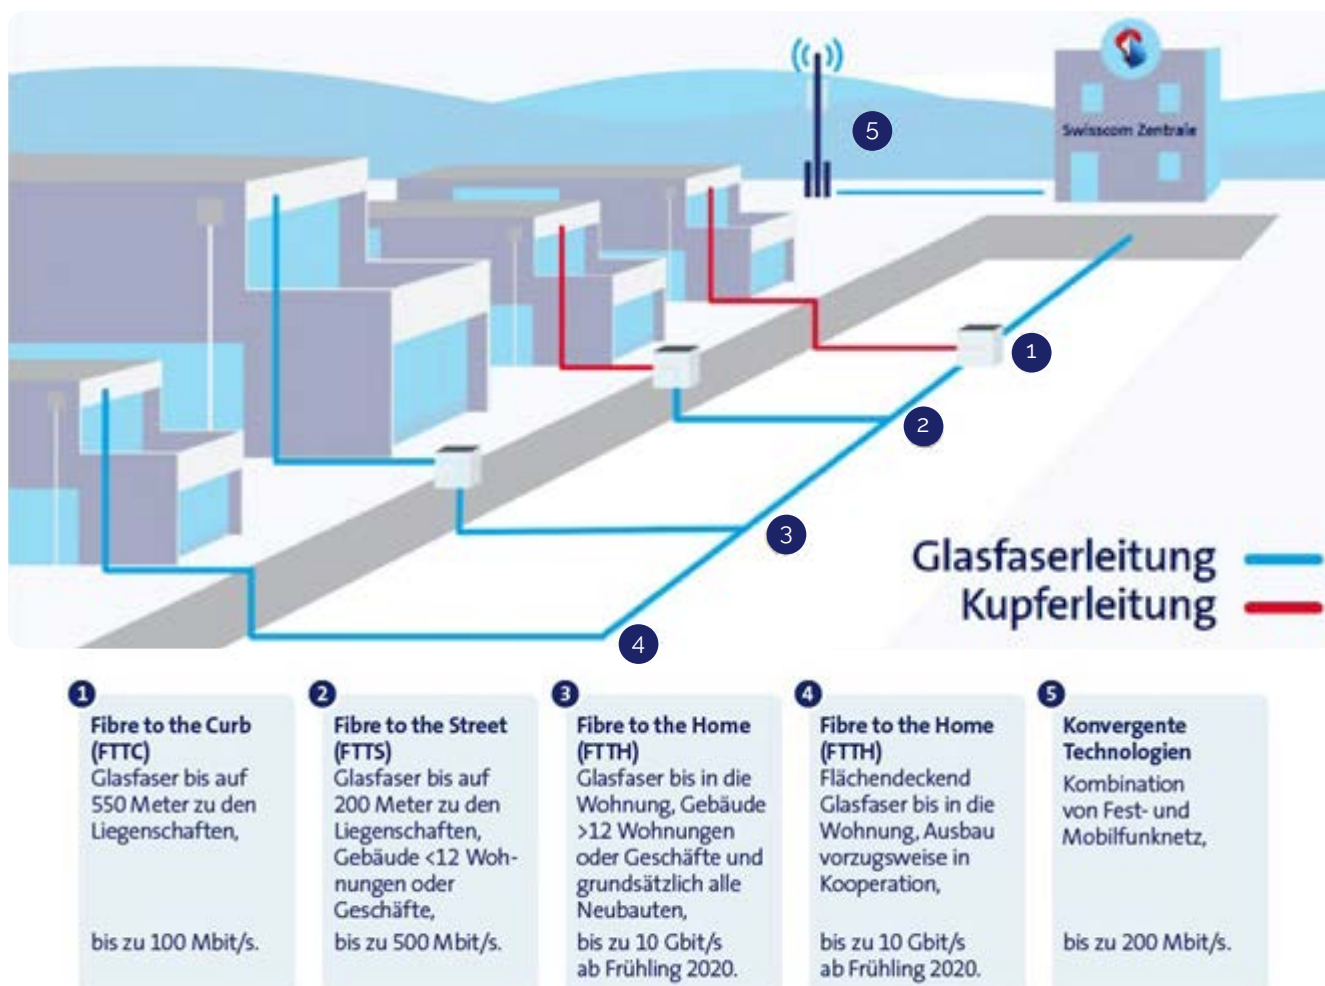 5
Swisscom Zentrale
1
2
3
Glasfaserleitung
Kupferleitung
4
1
Fibre to the Curb
(FTTC)
Glasfaser bis auf
550 Meter zu den
Liegenschaften,
bis zu 100 Mbit/s.
2
Fibre to the Street
(FTTS)
Glasfaser bis auf
200 Meter zu den
Liegenschaften,
Gebäude <12 Woh-
nungen oder
Geschäfte,
bis zu 500 Mbit/s.
3
Fibre to the Home
(FTTH)
Glasfaser bis in die
Wohnung, Gebäude
>12 Wohnungen
oder Geschäfte und
grundsätzlich alle
Neubauten,
bis zu 10 Gbit/s
ab Frühling 2020.
4
Fibre to the Home
(FTTH)
Flächendeckend
Glasfaser bis in die
Wohnung, Ausbau
vorzugsweise in
Kooperation,
bis zu 10 Gbit/s
ab Frühling 2020.
5
Konvergente
Technologien
Kombination
von Fest- und
Mobilfunknetz,
bis zu 200 Mbit/s.